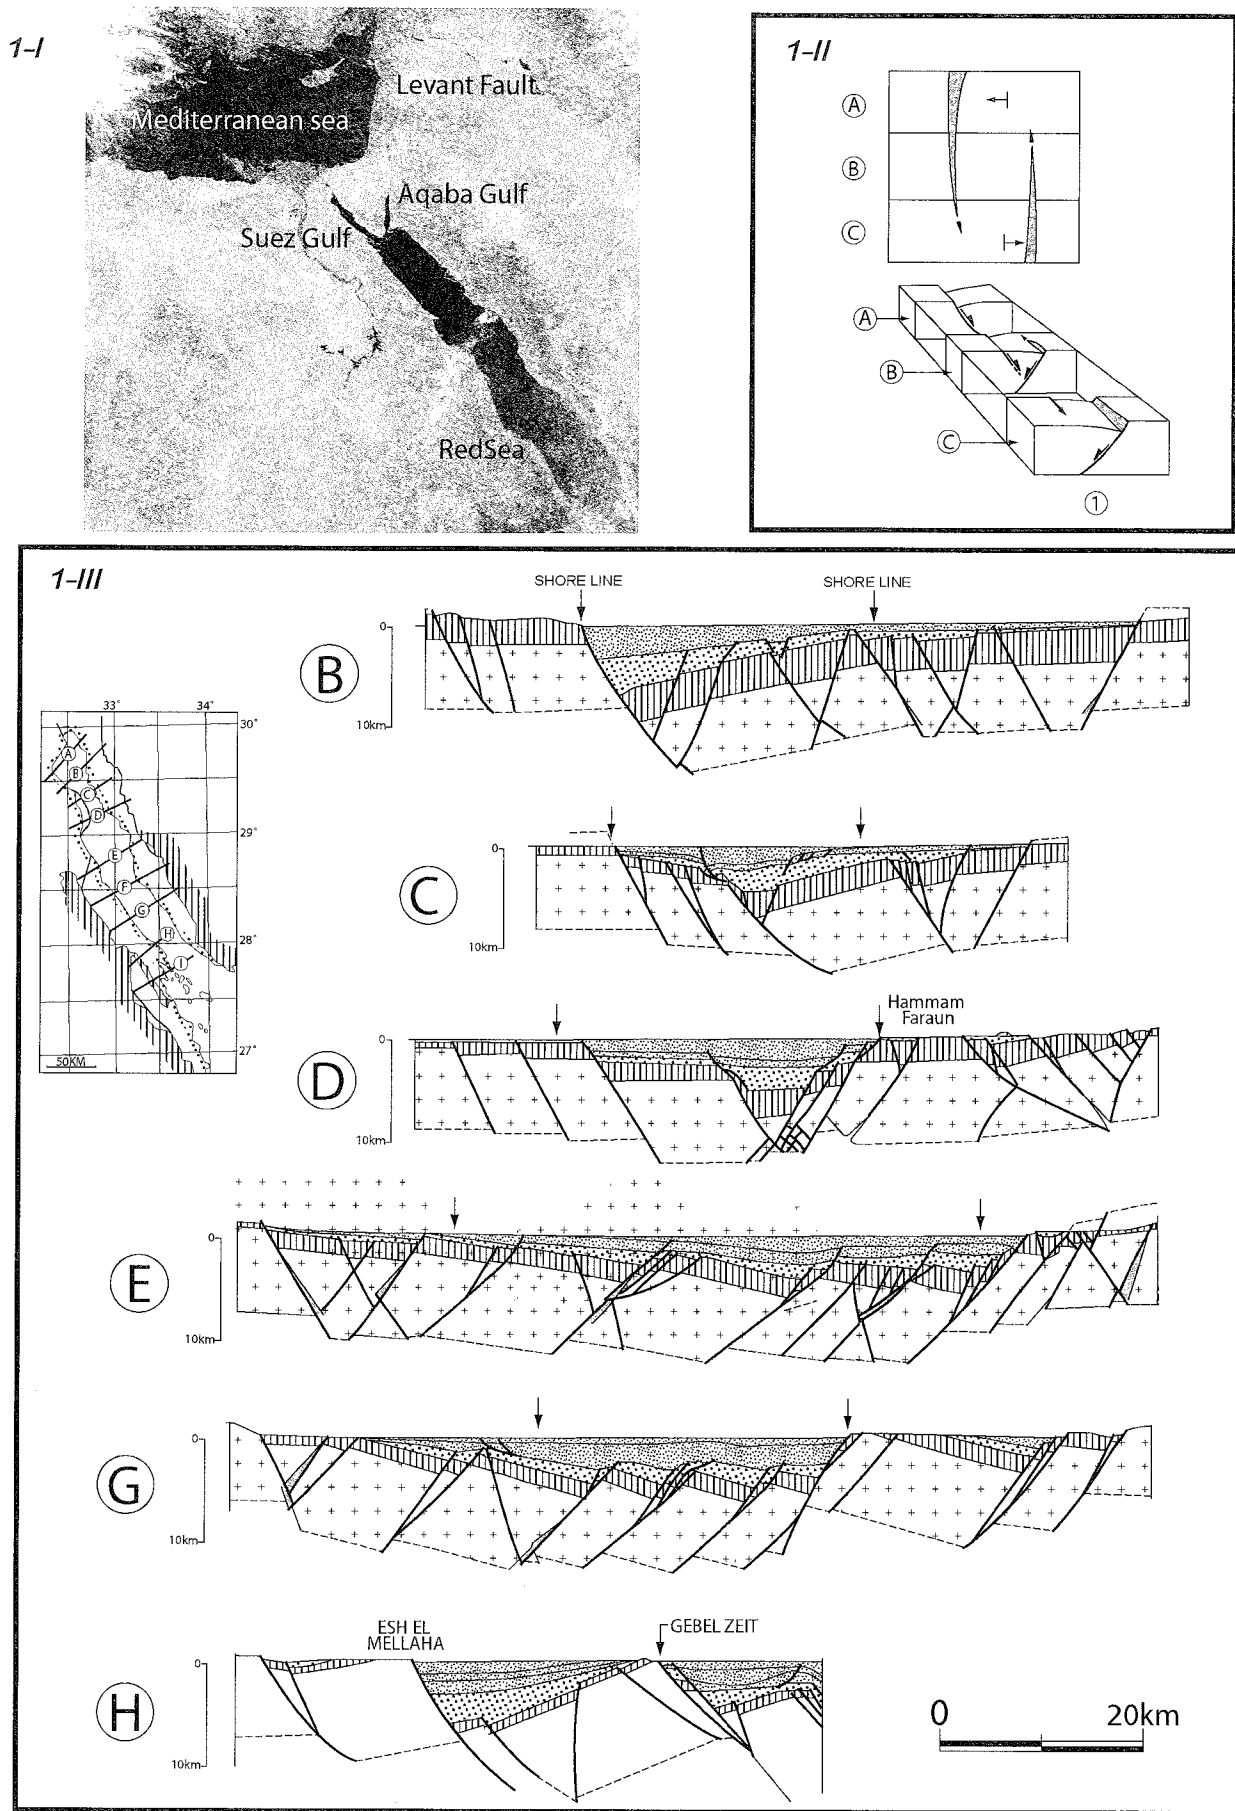 1-I
Levant Fault
Mediterranean sea
Aqaba Gulf
Suez Gulf
RedSea
1-II
A
B
C
A
B
C
1
1-III
SHORE LINE
SHORE LINE
0
10km
B
33° 34°
30°
29°
28°
27°
A
B
C
D
E
F
G
H
I
50KM
0
10km
C
Hammam
Faraun
0
10km
D
0
10km
E
0
10km
G
ESH EL
MELLAHA
GEBEL ZEIT
0
10km
H
0 20km